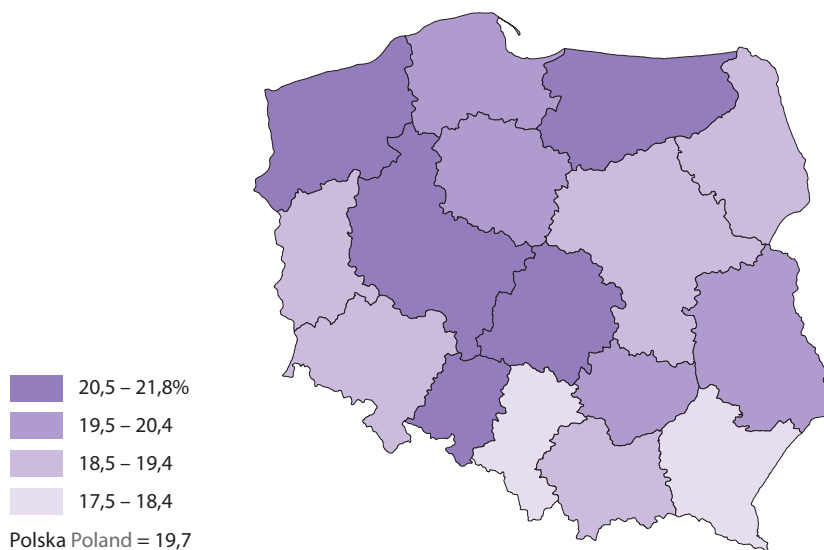 20,5 – 21,8%
19,5 – 20,4
18,5 – 19,4
17,5 – 18,4
Polska Poland = 19,7